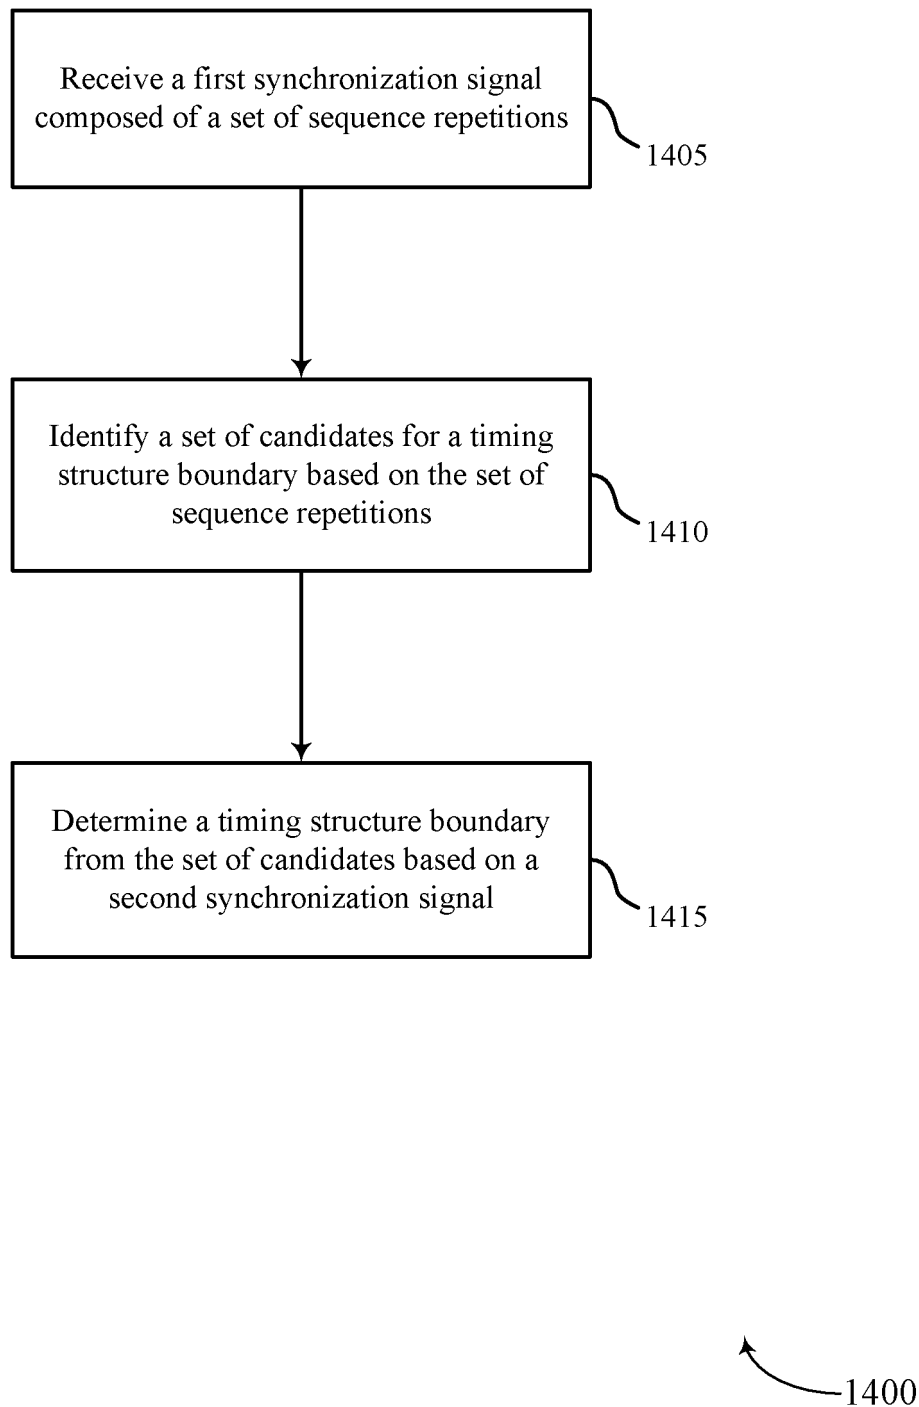 Receive a first synchronization signal
composed of a set of sequence repetitions
1405
Identify a set of candidates for a timing
structure boundary based on the set of
sequence repetitions
1410
Determine a timing structure boundary
from the set of candidates based on a
second synchronization signal
1415
1400